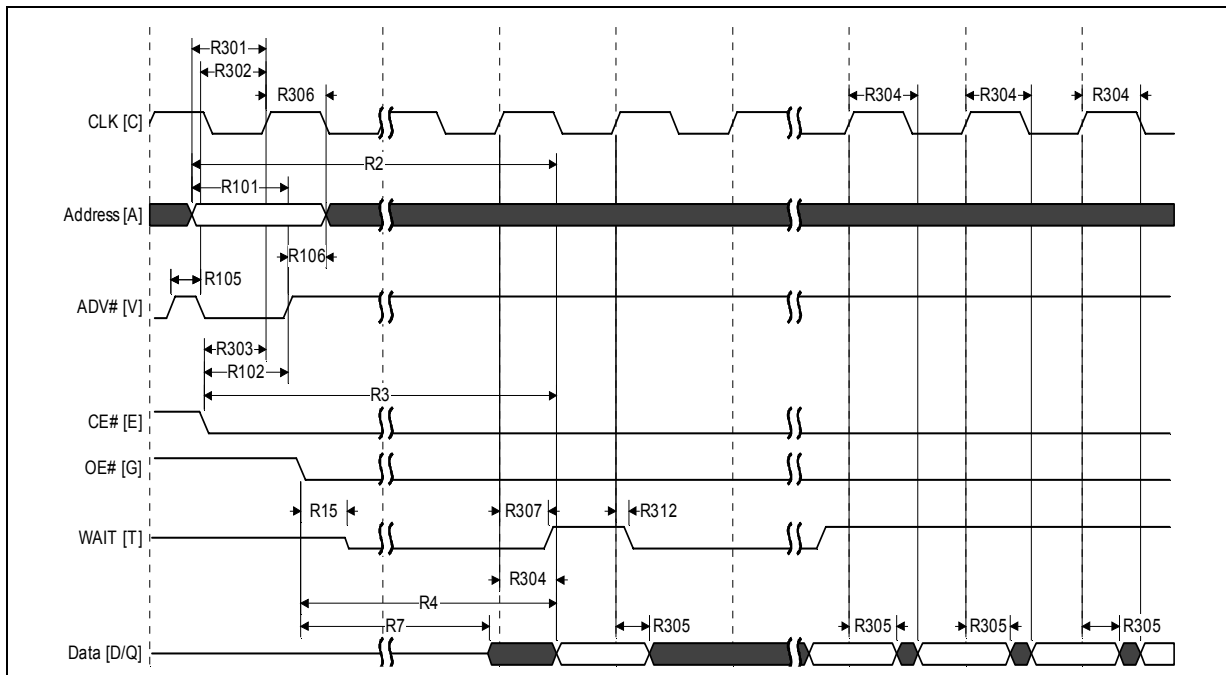 R301
R302
R306
R304
R304
R304
CLK [C]
R2
R101
Address [A]
R106
R105
ADV# [V]
R303
R102
R3
CE# [E]
OE# [G]
R15
R307
R312
WAIT [T]
R304
R4
R7
R305
R305
R305
R305
Data [D/Q]